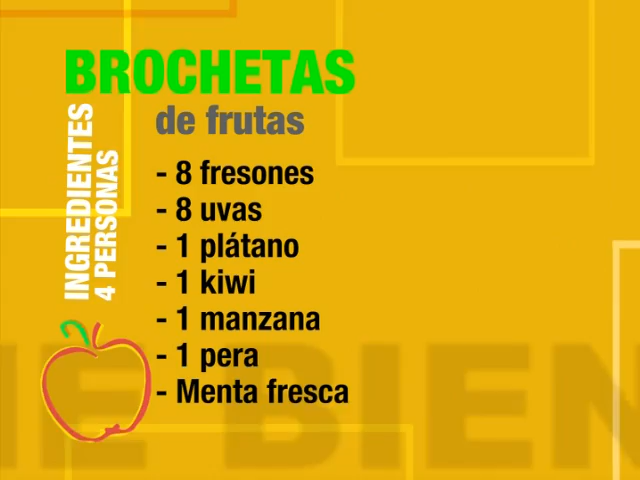 BROCHETAS
de frutas
INGREDIENTES
4 PERSONAS
- 8 fresones
- 8 uvas
- 1 plátano
- 1 kiwi
- 1 manzana
- 1 pera
- Menta fresca
BIEN